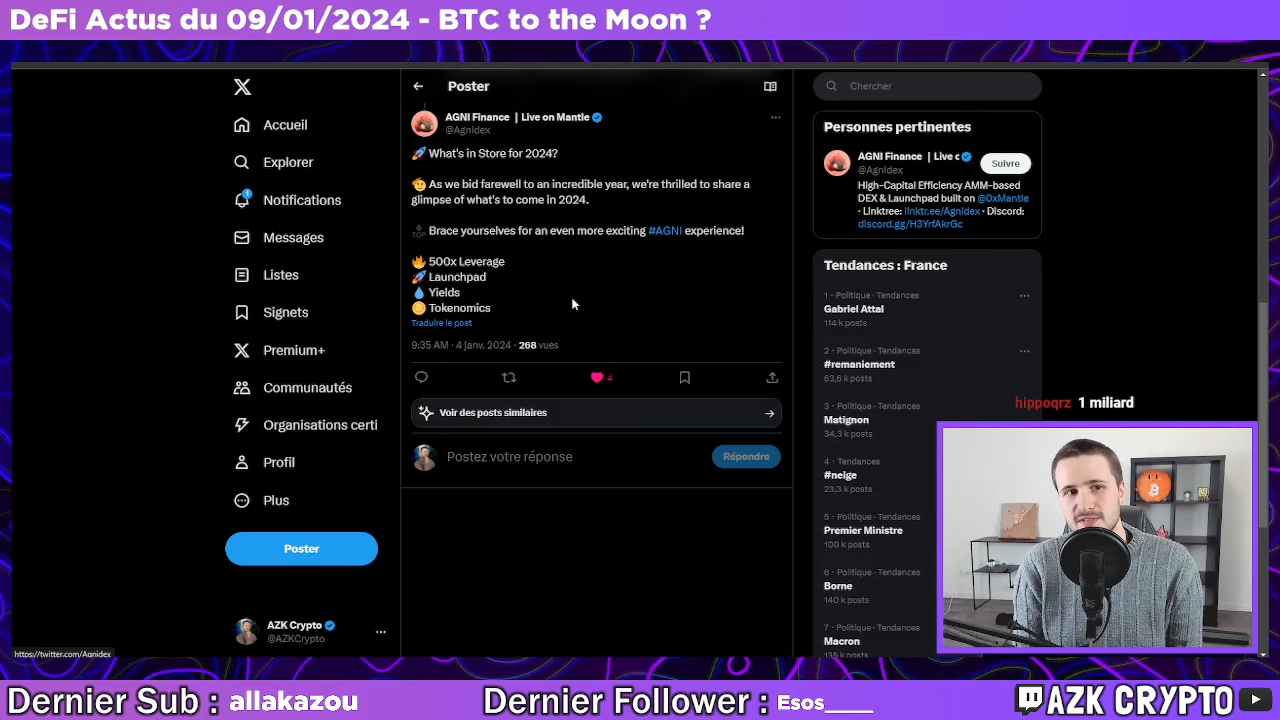 DeFi Actus du 09/01/2024 - BTC to the Moon ?
X
Accueil
Explorer
1
Notifications
Messages
Listes
Signets
Premium+
Communautés
Organisations certi
Profil
Plus
Poster
AZK Crypto
@AZKCrypto
https://twitter.com/Agnidex
Poster
AGNI Finance | Live on Mantle
@Agnidex
🚀 What's in Store for 2024?
🫡 As we bid farewell to an incredible year, we're thrilled to share a
glimpse of what's to come in 2024.
🔝 Brace yourselves for an even more exciting #AGNI experience!
🔥 500x Leverage
🚀 Launchpad
💧 Yields
🪙 Tokenomics
Traduire le post
9:35 AM · 4 janv. 2024 · 268 vues
4
Voir des posts similaires
Postez votre réponse
Répondre
Chercher
Personnes pertinentes
AGNI Finance | Live c
@Agnidex
Suivre
High-Capital Efficiency AMM-based
DEX & Launchpad built on @0xMantle
· Linktree: linktr.ee/Agnidex · Discord:
discord.gg/H3YrfAkrGc
Tendances : France
1 · Politique · Tendances
Gabriel Attal
114 k posts
2 · Politique · Tendances
#remaniement
63,6 k posts
3 · Politique · Tendances
Matignon
34,3 k posts
4 · Tendances
#neige
23,3 k posts
5 · Politique · Tendances
Premier Ministre
100 k posts
6 · Politique · Tendances
Borne
140 k posts
7 · Politique · Tendances
Macron
135 k posts
hippoqrz 1 miliard
Dernier Sub : allakazou
Dernier Follower : Esos_____
AZK CRYPTO